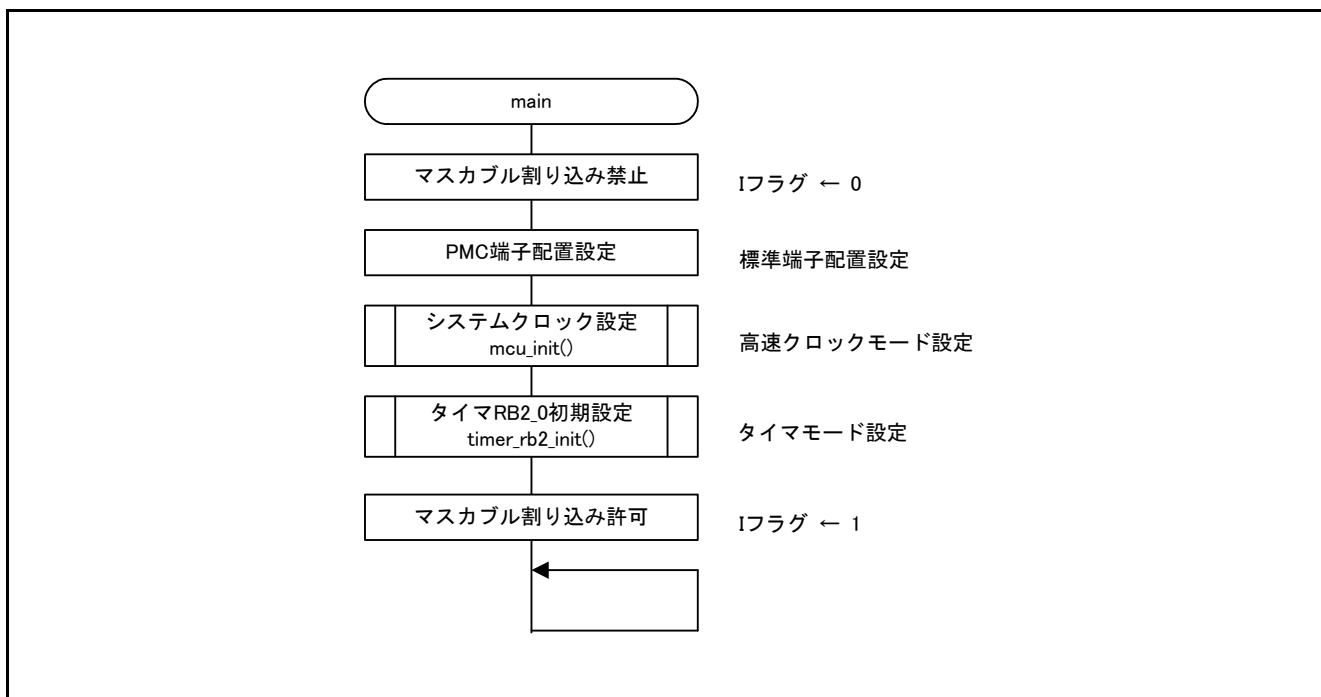 main
マスカブル割り込み禁止
Iフラグ ← 0
PMC端子配置設定
標準端子配置設定
システムクロック設定
mcu_init()
高速クロックモード設定
タイマRB2_0初期設定
timer_rb2_init()
タイマモード設定
マスカブル割り込み許可
Iフラグ ← 1